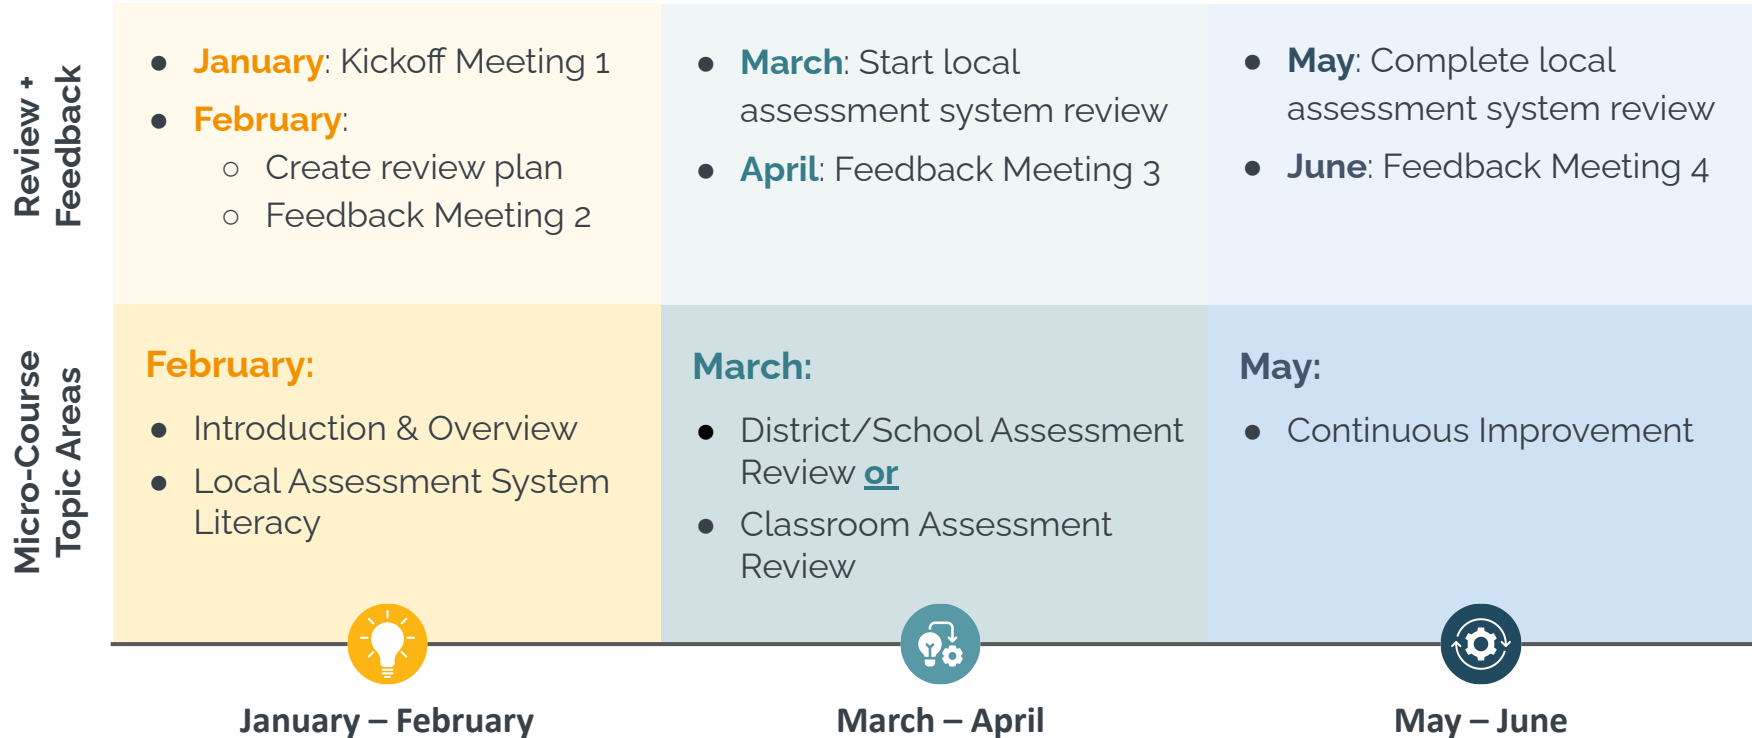 Review +
Feedback
● January: Kickoff Meeting 1
● February:
○ Create review plan
○ Feedback Meeting 2
● March: Start local
assessment system review
● April: Feedback Meeting 3
● May: Complete local
assessment system review
● June: Feedback Meeting 4
Micro-Course
Topic Areas
February:
● Introduction & Overview
● Local Assessment System
Literacy
March:
● District/School Assessment
Review or
● Classroom Assessment
Review
May:
● Continuous Improvement
January – February
March – April
May – June